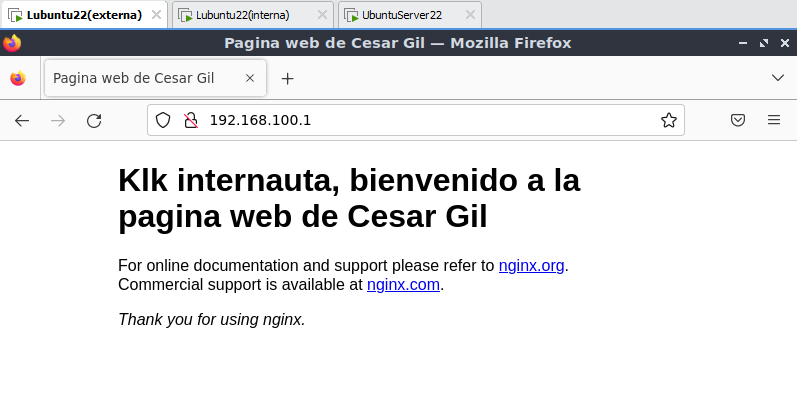 Lubuntu22(externa) Lubuntu22(interna) UbuntuServer22
Pagina web de Cesar Gil — Mozilla Firefox
Pagina web de Cesar Gil
192.168.100.1
Klk internauta, bienvenido a la
pagina web de Cesar Gil
For online documentation and support please refer to nginx.org.
Commercial support is available at nginx.com.
Thank you for using nginx.